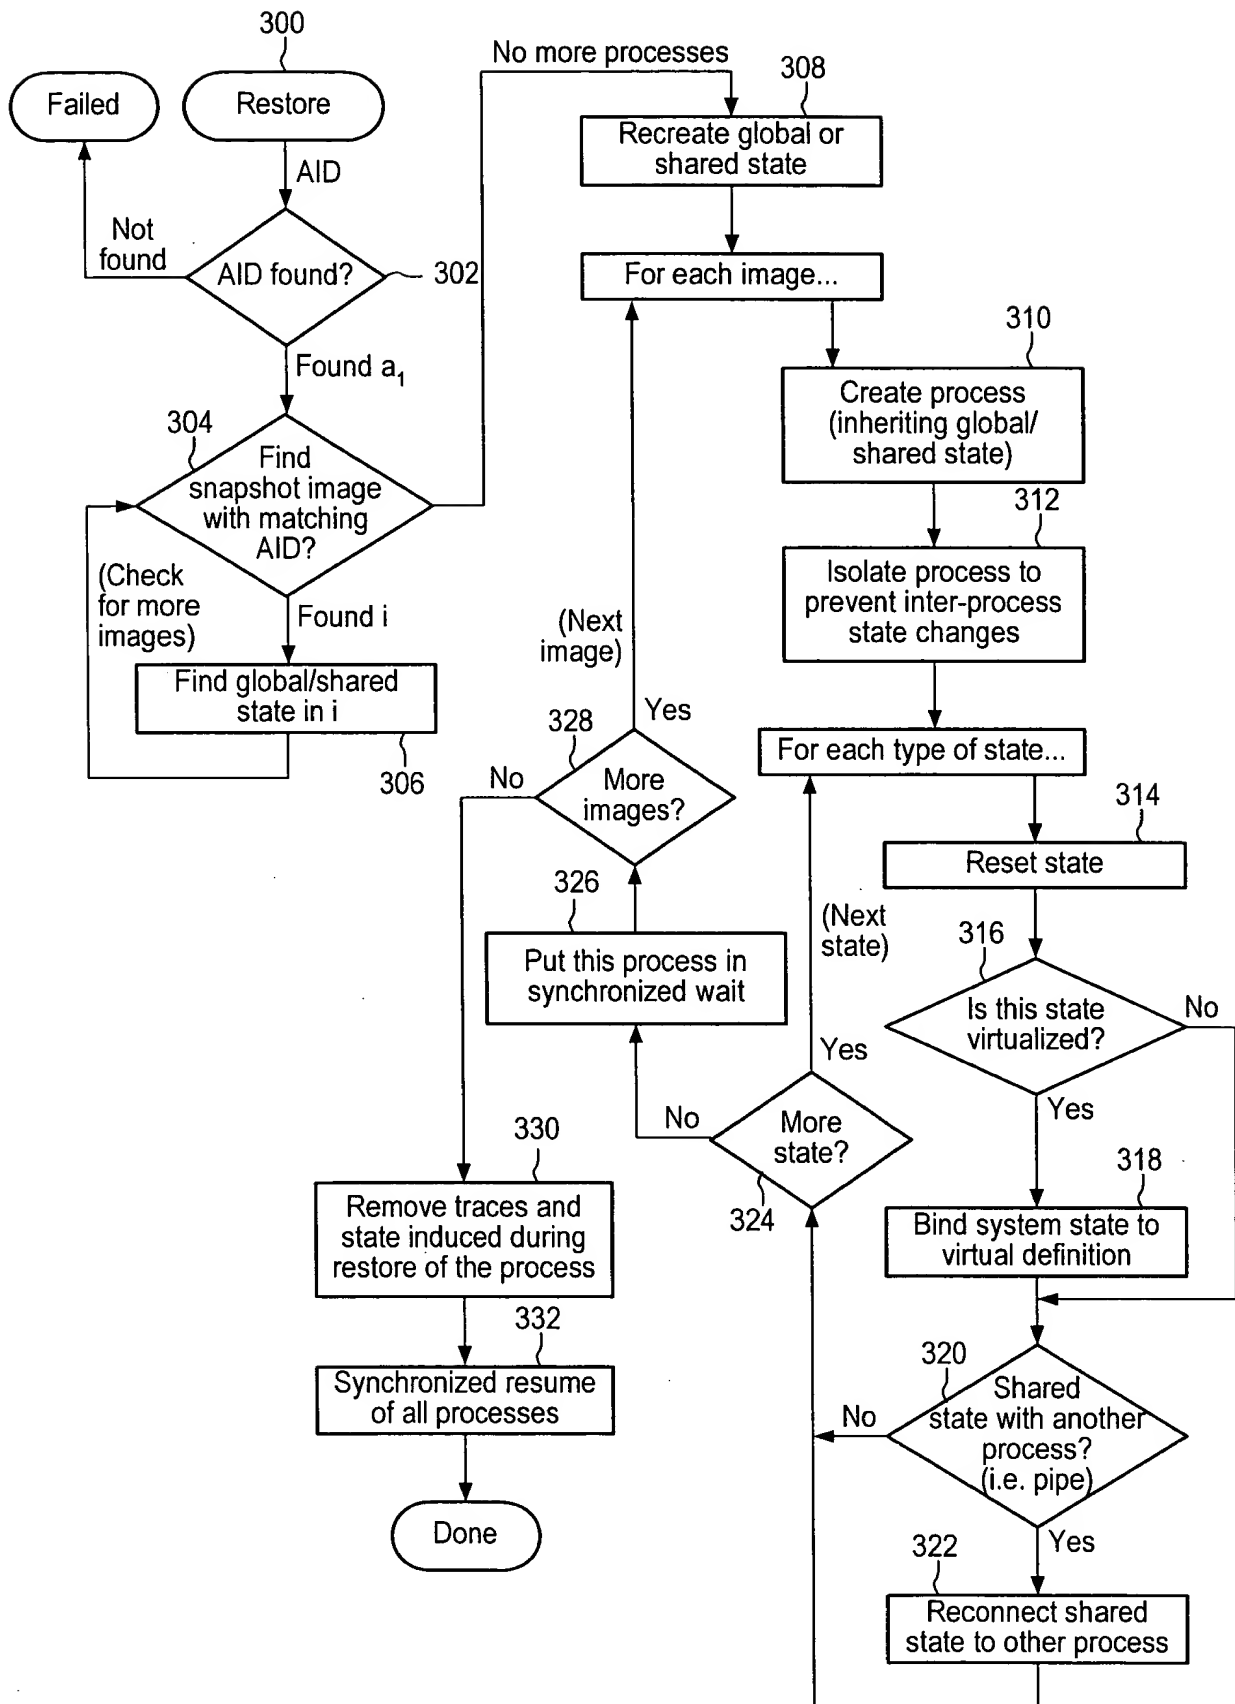 300
Failed
Restore
AID
Not
found
AID found?
302
Found a1
304
Find
snapshot image
with matching
AID?
(Check
for more
images)
Found i
Find global/shared
state in i
306
No more processes
308
Recreate global or
shared state
For each image...
310
Create process
(inheriting global/
shared state)
312
Isolate process to
prevent inter-process
state changes
For each type of state...
314
Reset state
316
Is this state
virtualized?
No
Yes
318
Bind system state to
virtual definition
320
Shared
state with another
process?
(i.e. pipe)
No
Yes
322
Reconnect shared
state to other process
More
state?
324
Yes
(Next
state)
No
326
Put this process in
synchronized wait
328
More
images?
Yes
(Next
image)
No
330
Remove traces and
state induced during
restore of the process
332
Synchronized resume
of all processes
Done